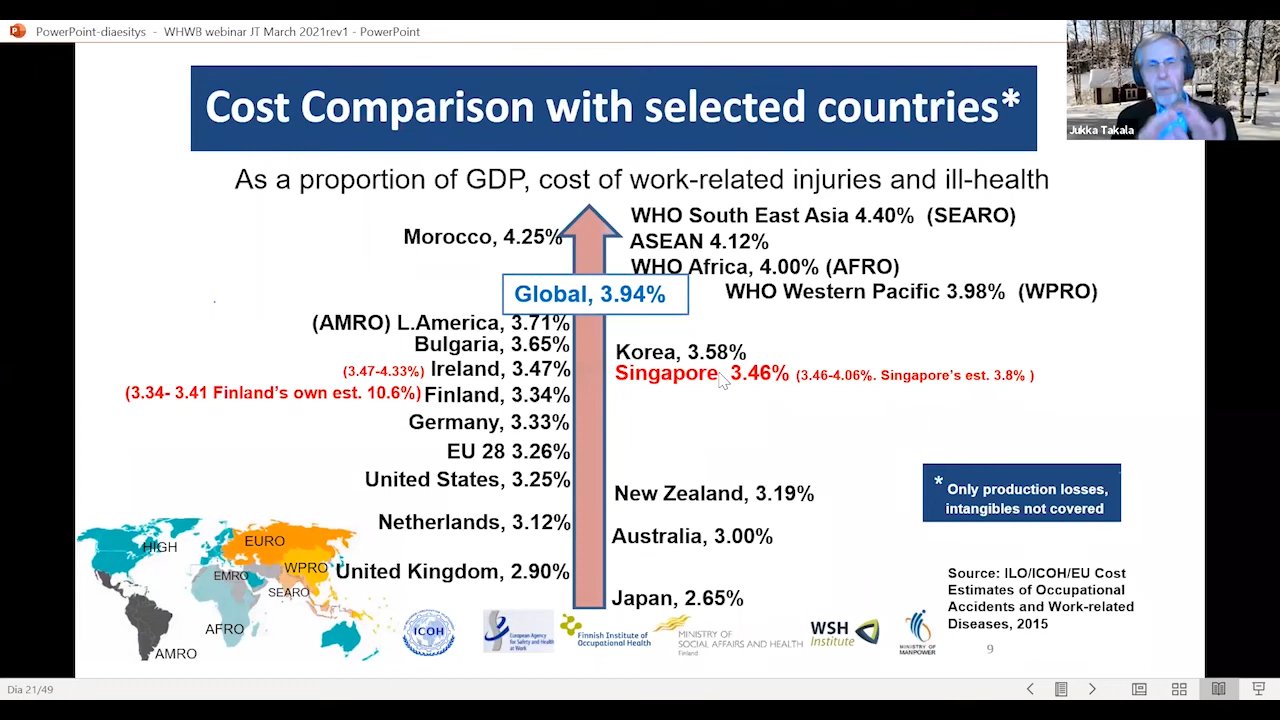 PowerPoint-diaesitys - WHWB webinar JT March 2021rev1 - PowerPoint
Jukka Takala
Cost Comparison with selected countries*
As a proportion of GDP, cost of work-related injuries and ill-health
WHO South East Asia 4.40% (SEARO)
Morocco, 4.25%
ASEAN 4.12%
WHO Africa, 4.00% (AFRO)
Global, 3.94%
WHO Western Pacific 3.98% (WPRO)
(AMRO) L.America, 3.71%
Bulgaria, 3.65%
Korea, 3.58%
(3.47-4.33%) Ireland, 3.47%
Singapore, 3.46% (3.46-4.06%. Singapore's est. 3.8% )
(3.34- 3.41 Finland's own est. 10.6%) Finland, 3.34%
Germany, 3.33%
EU 28 3.26%
United States, 3.25%
New Zealand, 3.19%
Netherlands, 3.12%
Australia, 3.00%
United Kingdom, 2.90%
Japan, 2.65%
* Only production losses,
intangibles not covered
HIGH
EURO
WPRO
EMRO
SEARO
AFRO
AMRO
Source: ILO/ICOH/EU Cost
Estimates of Occupational
Accidents and Work-related
Diseases, 2015
ICOH
European Agency
for Safety and Health
at Work
Finnish Institute of
Occupational Health
MINISTRY OF
SOCIAL AFFAIRS AND HEALTH
Finland
WSH
Institute
MINISTRY OF
MANPOWER
9
Dia 21/49